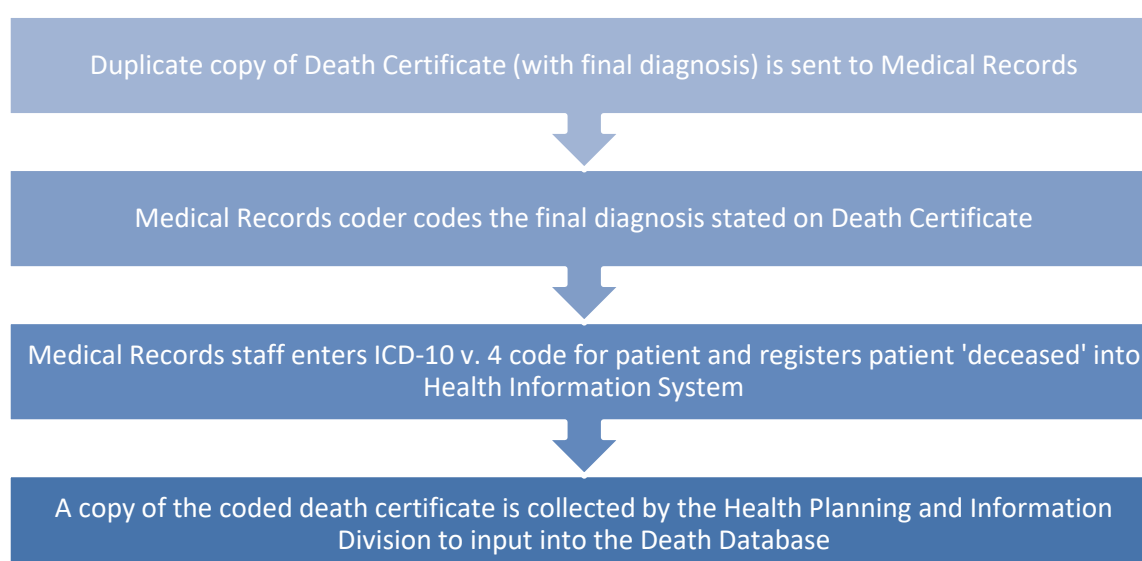 Duplicate copy of Death Certificate (with final diagnosis) is sent to Medical Records
Medical Records coder codes the final diagnosis stated on Death Certificate
Medical Records staff enters ICD-10 v. 4 code for patient and registers patient 'deceased' into
Health Information System
A copy of the coded death certificate is collected by the Health Planning and Information
Division to input into the Death Database